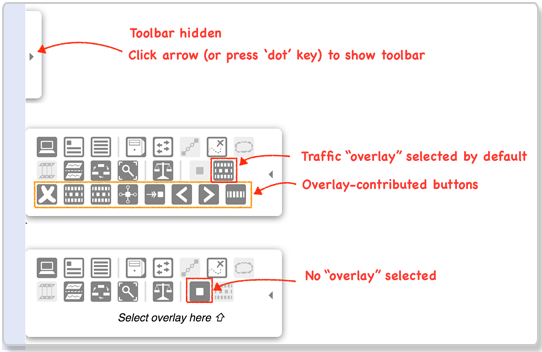 Toolbar hidden
Click arrow (or press ‘dot’ key) to show toolbar
Traffic “overlay” selected by default
Overlay-contributed buttons
No “overlay” selected
Select overlay here ⇧